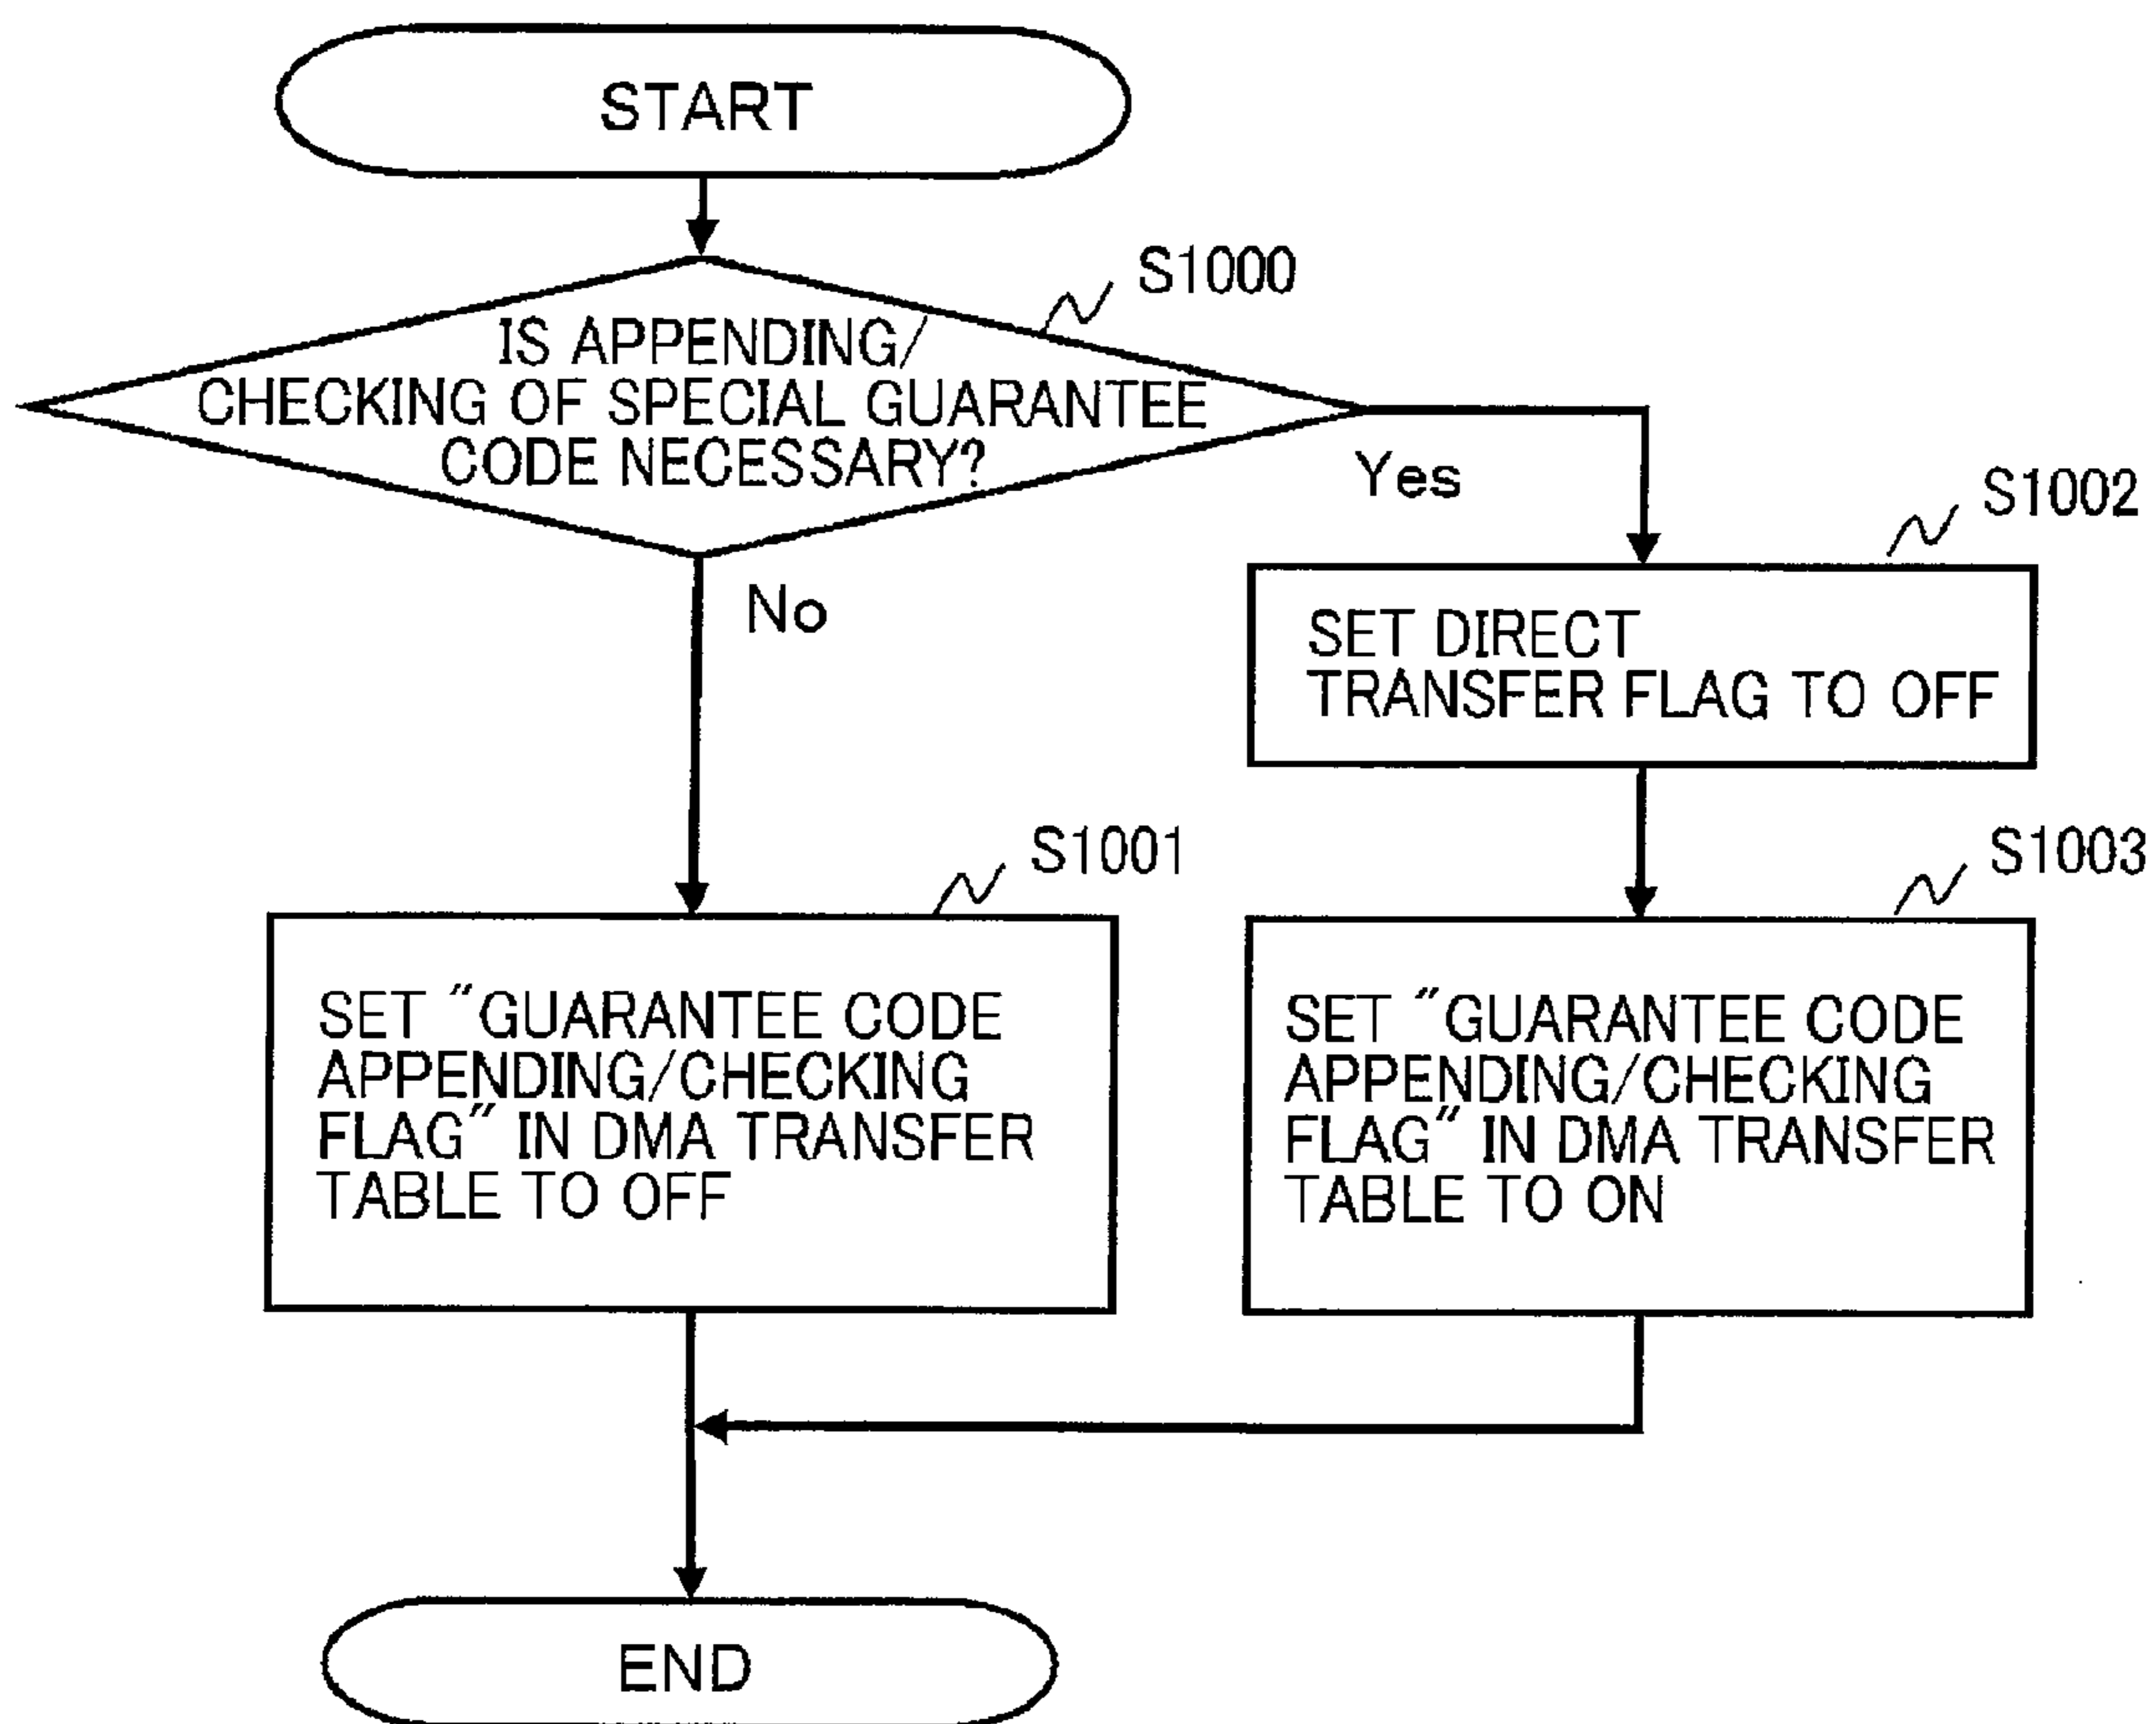 START
S1000
IS APPENDING/
CHECKING OF SPECIAL GUARANTEE
CODE NECESSARY?
Yes
No
S1002
SET DIRECT
TRANSFER FLAG TO OFF
S1001
SET "GUARANTEE CODE
APPENDING/CHECKING
FLAG" IN DMA TRANSFER
TABLE TO OFF
S1003
SET "GUARANTEE CODE
APPENDING/CHECKING
FLAG" IN DMA TRANSFER
TABLE TO ON
END